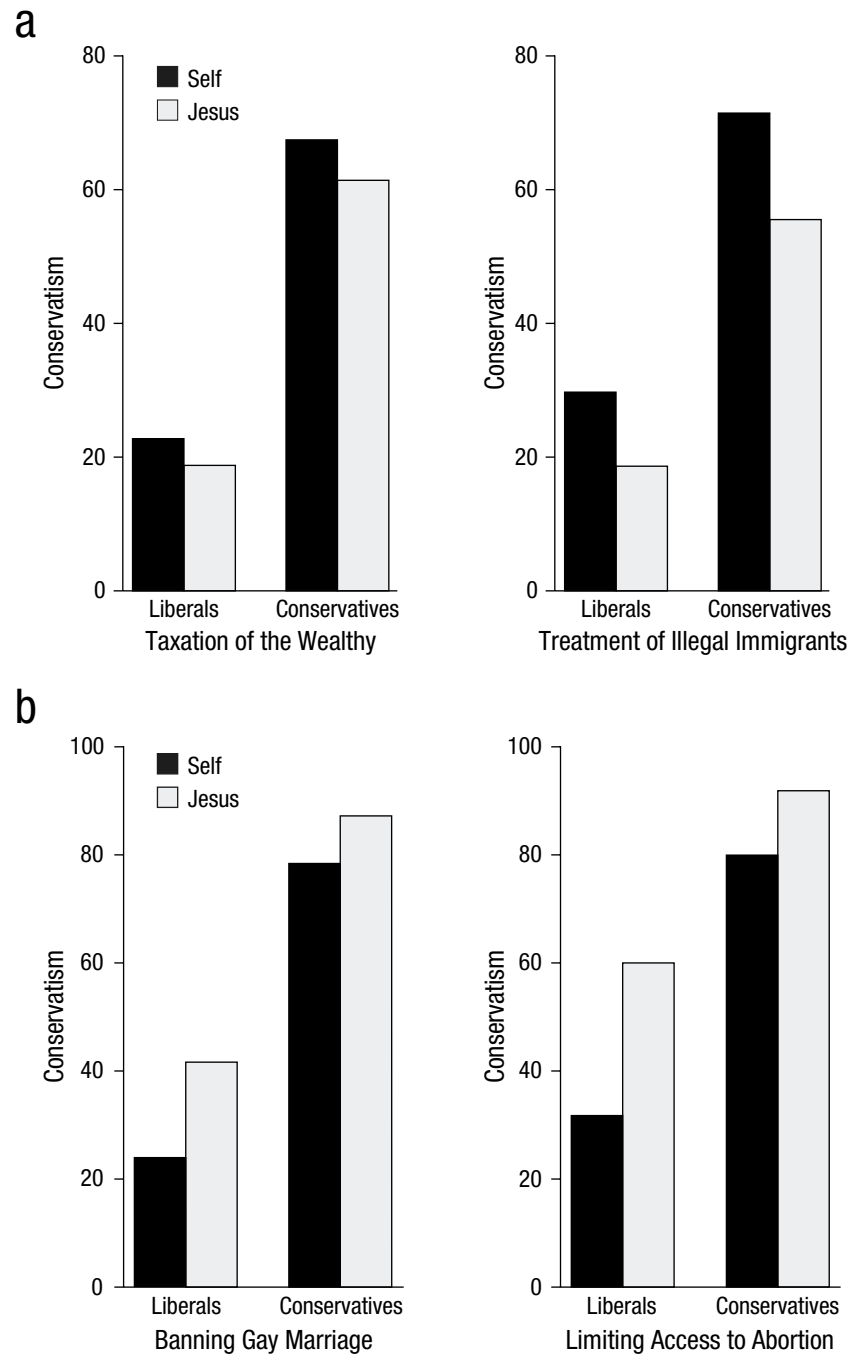 a
80
60
40
20
0
Conservatism
Self
Jesus
Liberals Conservatives
Taxation of the Wealthy
80
60
40
20
0
Conservatism
Liberals Conservatives
Treatment of Illegal Immigrants
b
100
80
60
40
20
0
Conservatism
Self
Jesus
Liberals Conservatives
Banning Gay Marriage
100
80
60
40
20
0
Conservatism
Liberals Conservatives
Limiting Access to Abortion